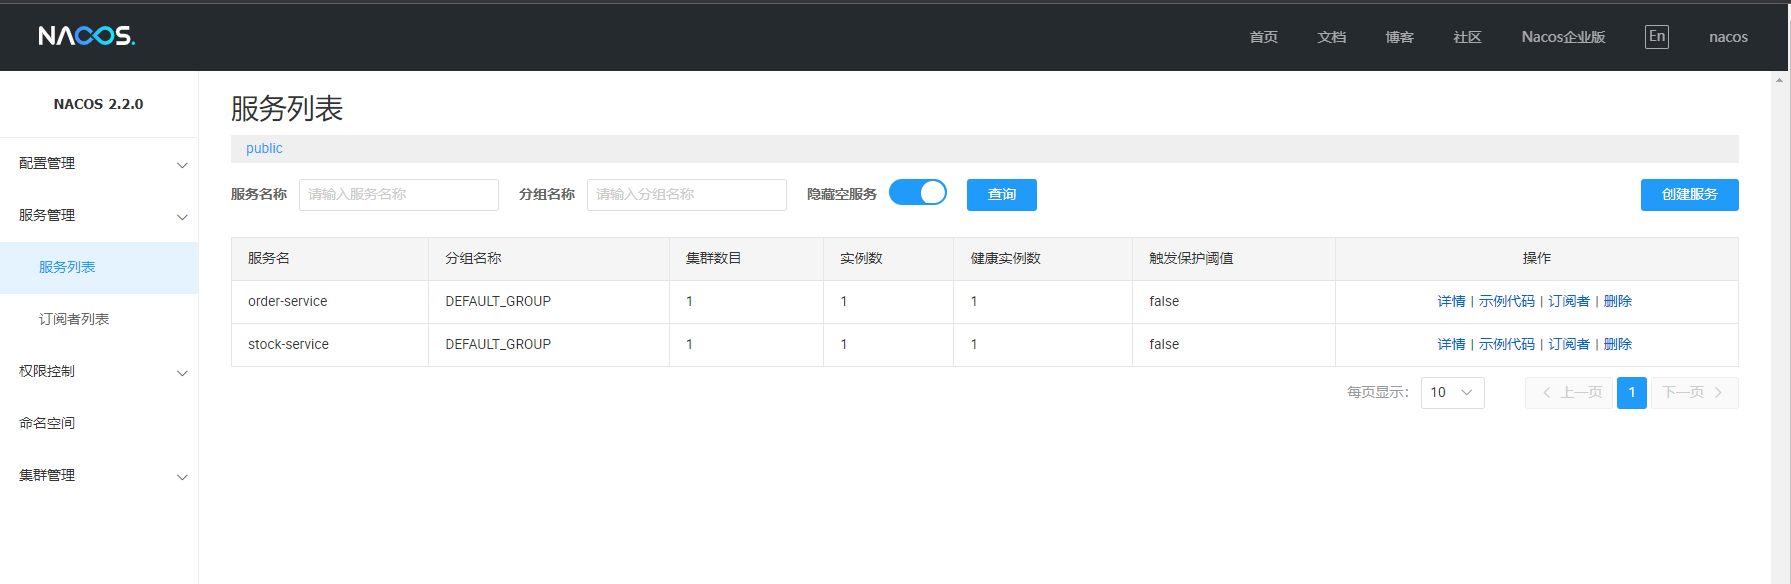 NACOS. 首页 文档 博客 社区 Nacos企业版 En nacos
NACOS 2.2.0
配置管理
服务管理
服务列表
订阅者列表
权限控制
命名空间
集群管理
服务列表
public
服务名称 请输入服务名称 分组名称 请输入分组名称 隐藏空服务 查询 创建服务
服务名 分组名称 集群数目 实例数 健康实例数 触发保护阈值 操作
order-service DEFAULT_GROUP 1 1 1 false 详情 | 示例代码 | 订阅者 | 删除
stock-service DEFAULT_GROUP 1 1 1 false 详情 | 示例代码 | 订阅者 | 删除
每页显示: 10 上一页 1 下一页